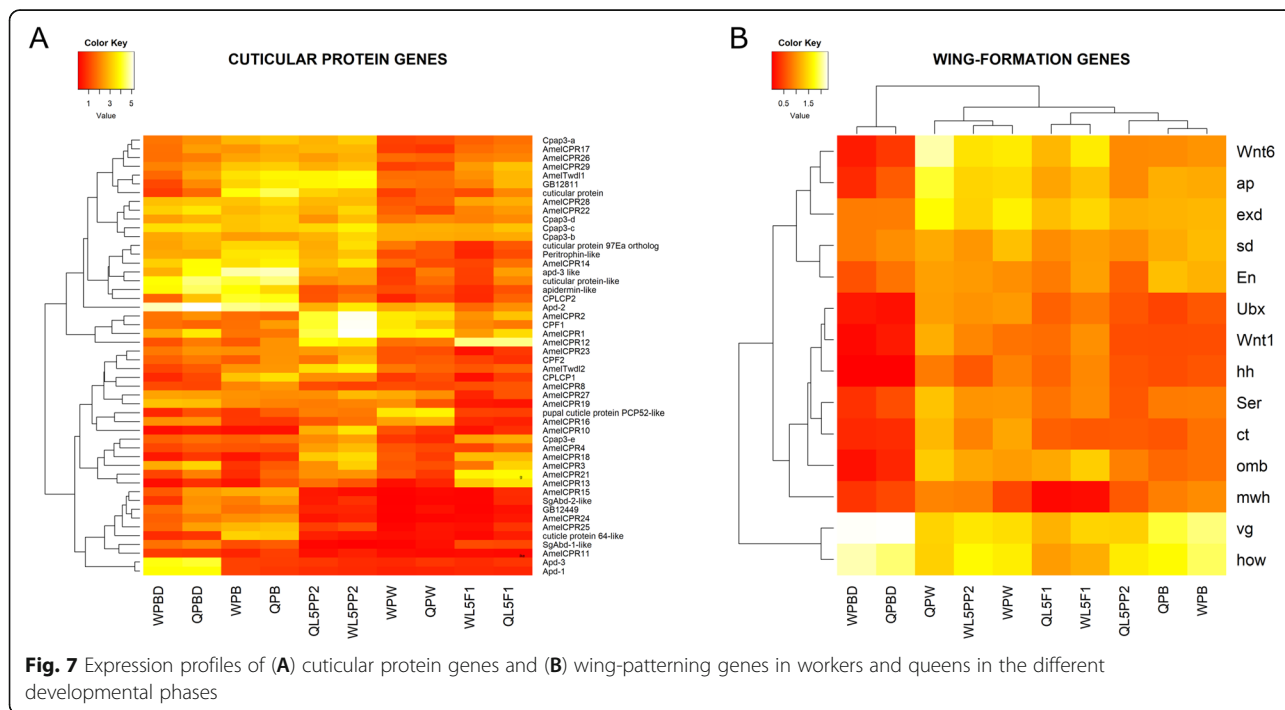 A
Color Key
1 3 5
Value
CUTICULAR PROTEIN GENES
Cpap3-a
AmelCPR17
AmelCPR26
AmelCPR29
AmelTwdl1
GB12811
cuticular protein
AmelCPR28
AmelCPR22
Cpap3-d
Cpap3-c
Cpap3-b
cuticular protein 97Ea ortholog
Peritrophin-like
AmelCPR14
apd-3 like
cuticular protein-like
apidermin-like
CPLCP2
Apd-2
AmelCPR2
CPF1
AmelCPR1
AmelCPR12
AmelCPR23
CPF2
AmelTwdl2
CPLCP1
AmelCPR8
AmelCPR27
AmelCPR19
pupal cuticle protein PCP52-like
AmelCPR16
AmelCPR10
Cpap3-e
AmelCPR4
AmelCPR18
AmelCPR3
AmelCPR21
AmelCPR13
AmelCPR15
SgAbd-2-like
GB12449
AmelCPR24
AmelCPR25
cuticle protein 64-like
SgAbd-1-like
AmelCPR11
Apd-3
Apd-1
WPBD QPBD WPB QPB QL5PP2 WL5PP2 WPW QPW WL5F1 QL5F1
B
Color Key
0.5 1.5
Value
WING-FORMATION GENES
Wnt6
ap
exd
sd
En
Ubx
Wnt1
hh
Ser
ct
omb
mwh
vg
how
WPBD QPBD QPW WL5PP2 WPW QL5F1 WL5F1 QL5PP2 QPB WPB
Fig. 7 Expression profiles of (A) cuticular protein genes and (B) wing-patterning genes in workers and queens in the different
developmental phases